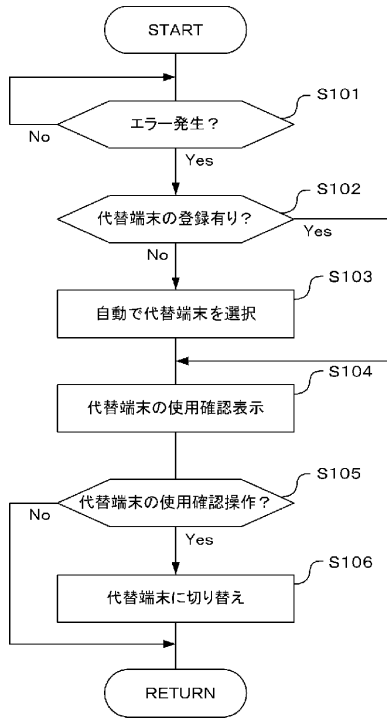 START
S101
エラー発生？
No
Yes
S102
代替端末の登録有り？
Yes
No
S103
自動で代替端末を選択
S104
代替端末の使用確認表示
S105
代替端末の使用確認操作？
No
Yes
S106
代替端末に切り替え
RETURN